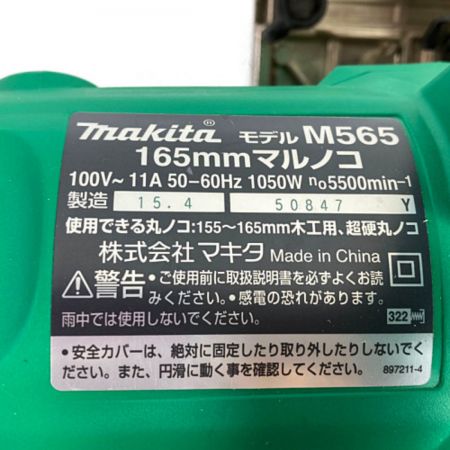 makita® モデル M565
165mmマルノコ
100V~ 11A 50-60Hz 1050W n₀5500min⁻¹
製造 15.4 50847 Y
使用できる丸ノコ:155~165mm木工用、超硬丸ノコ
株式会社 マキタ Made in China
警告 •ご使用前に取扱説明書を必ずよくお読
みください。•感電の恐れがあります。
雨中では使用しないでください。
322
•安全カバーは、絶対に固定したり取り外したりしないでくだ
さい。また、円滑に動く事を確認してください。
897211-4